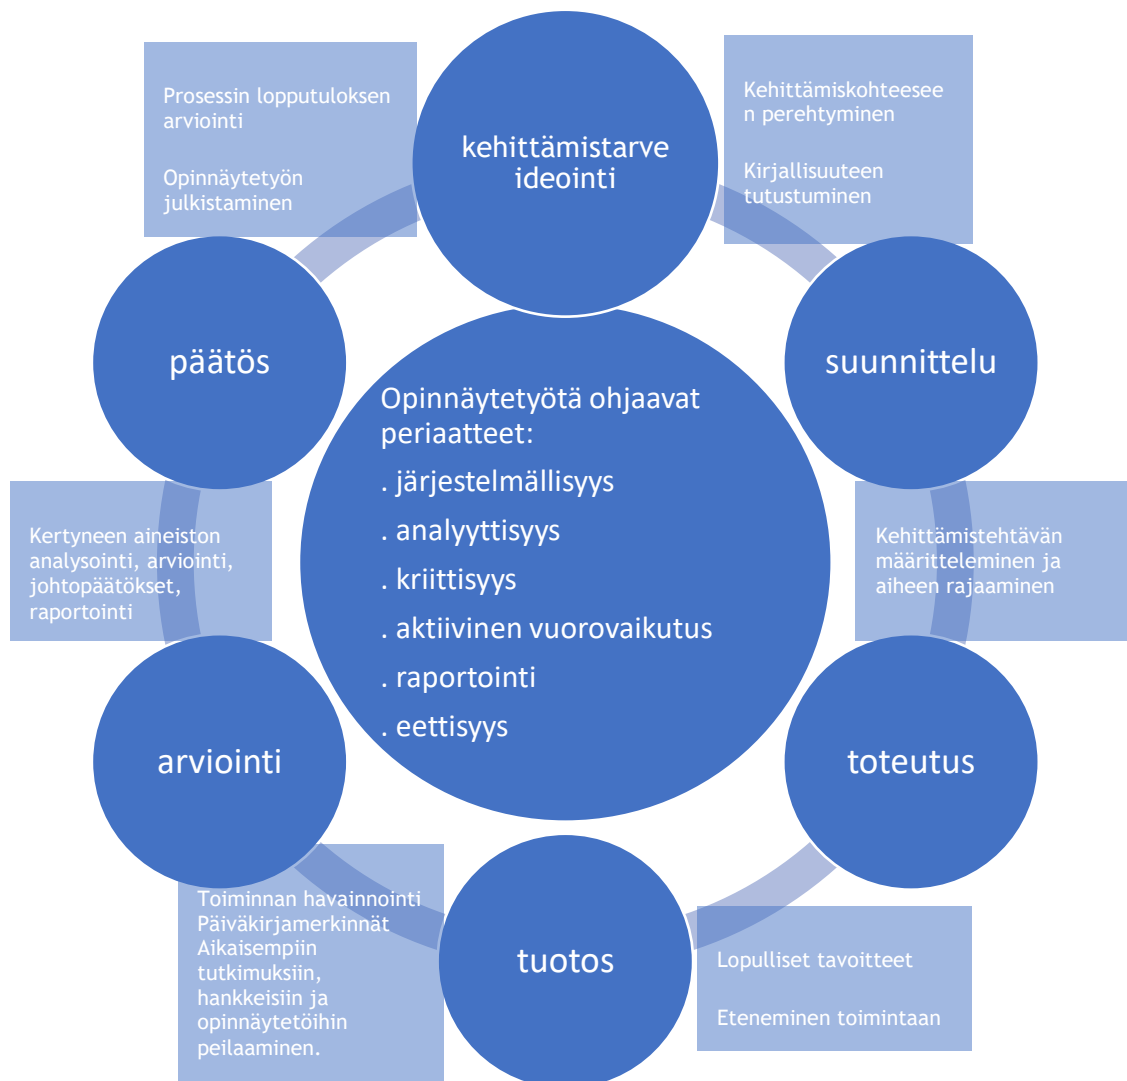 kehittämistarve
ideointi
Kehittämiskohteesee
n perehtyminen
Kirjallisuuteen
tutustuminen
suunnittelu
Kehittämistehtävän
määritteleminen ja
aiheen rajaaminen
toteutus
Lopulliset tavoitteet
Eteneminen toimintaan
tuotos
Toiminnan havainnointi
Päiväkirjamerkinnät
Aikaisempiin
tutkimuksiin,
hankkeisiin ja
opinnäytetöihin
peilaaminen.
arviointi
Kertyneen aineiston
analysointi, arviointi,
johtopäätökset,
raportointi
päätös
Prosessin lopputuloksen
arviointi
Opinnäytetyön
julkistaminen
Opinnäytetyötä ohjaavat
periaatteet:
. järjestelmällisyys
. analyyttisyys
. kriittisyys
. aktiivinen vuorovaikutus
. raportointi
. eettisyys